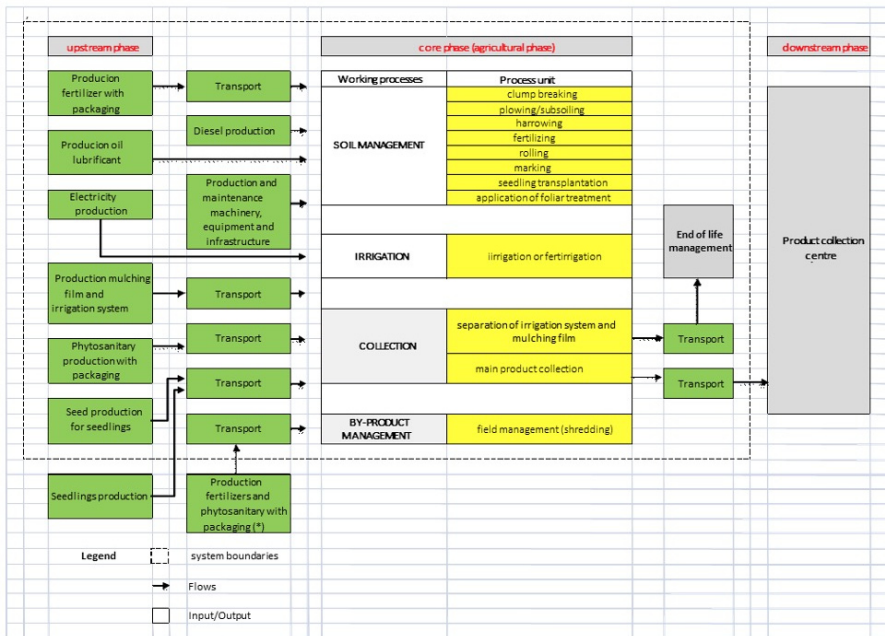 upstream phase
core phase (agricultural phase)
downstream phase
Producion
fertilizer with
packaging
Transport
Working processes
Process unit
clump breaking
plowing/subsoiling
harrowing
fertilizing
rolling
marking
seedling transplantation
application of foliar treatment
SOIL MANAGEMENT
Diesel production
Producion oil
lubrificant
Production and
maintenance
machinery,
equipment and
infrastructure
Electricity
production
End of life
management
Product collection
centre
IRRIGATION
iirrigation or fertirrigation
Production mulching
film and
irrigation system
Transport
Phytosanitary
production with
packaging
Transport
COLLECTION
separation of irrigation system and
mulching film
Transport
main product collection
Transport
Transport
Seed production
for seedlings
Transport
BY-PRODUCT
MANAGEMENT
field management (shredding)
Seedlings production
Production
fertilizers and
phytosanitary with
packaging (*)
Legend
system boundaries
Flows
Input/Output